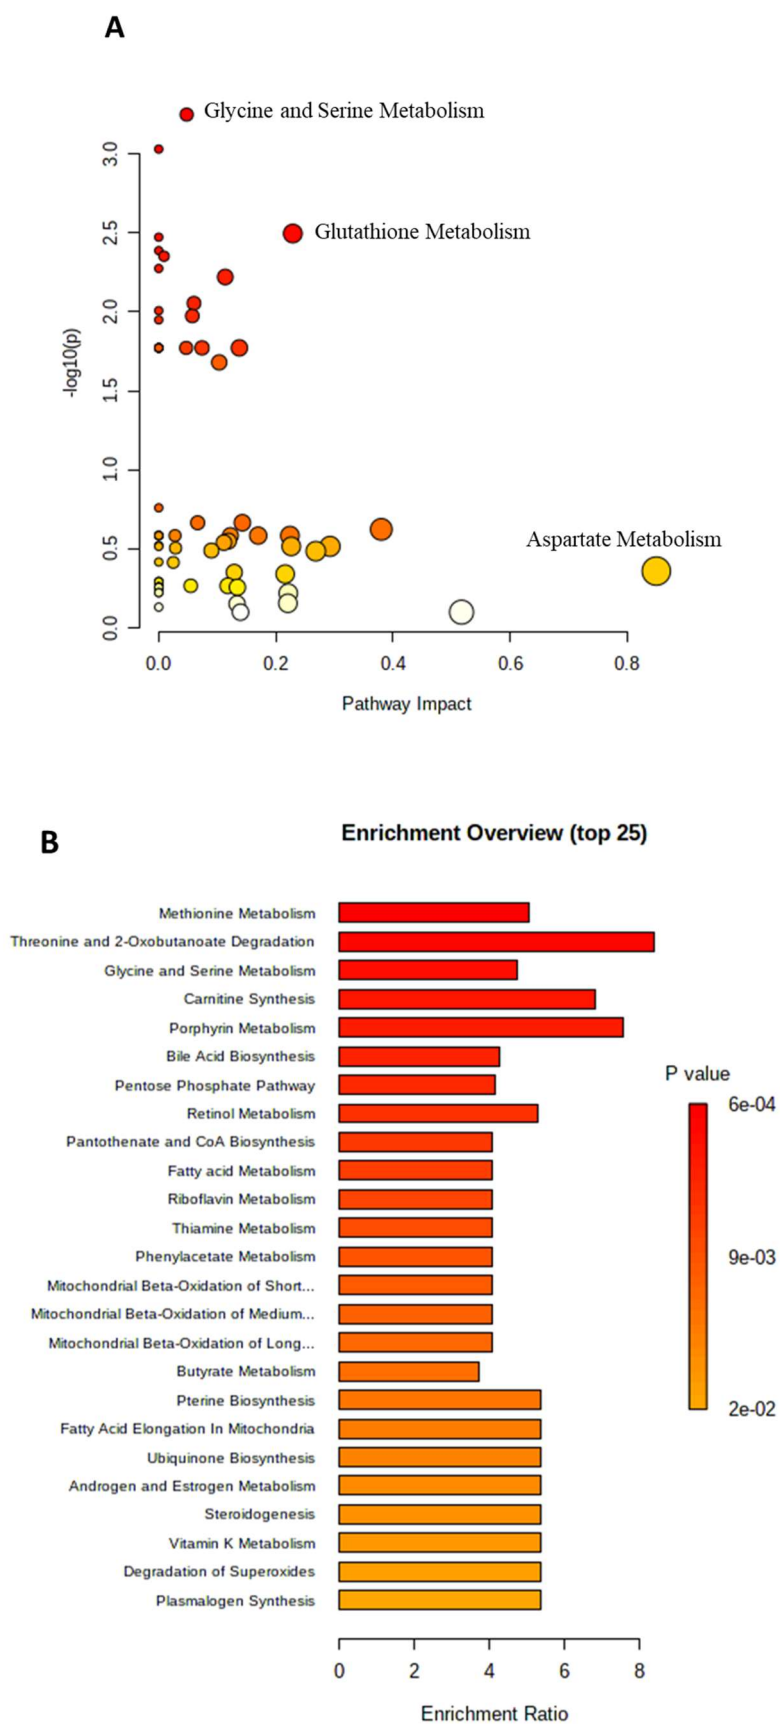 A
Glycine and Serine Metabolism
3.0
Glutathione Metabolism
2.5
2.0
-log10(p)
1.5
1.0
Aspartate Metabolism
0.5
0.0
0.0 0.2 0.4 0.6 0.8
Pathway Impact
B
Enrichment Overview (top 25)
Methionine Metabolism
Threonine and 2-Oxobutanoate Degradation
Glycine and Serine Metabolism
Carnitine Synthesis
Porphyrin Metabolism
Bile Acid Biosynthesis
Pentose Phosphate Pathway
Retinol Metabolism
Pantothenate and CoA Biosynthesis
Fatty acid Metabolism
Riboflavin Metabolism
Thiamine Metabolism
Phenylacetate Metabolism
Mitochondrial Beta-Oxidation of Short...
Mitochondrial Beta-Oxidation of Medium...
Mitochondrial Beta-Oxidation of Long...
Butyrate Metabolism
Pterine Biosynthesis
Fatty Acid Elongation In Mitochondria
Ubiquinone Biosynthesis
Androgen and Estrogen Metabolism
Steroidogenesis
Vitamin K Metabolism
Degradation of Superoxides
Plasmalogen Synthesis
P value
6e-04
9e-03
2e-02
0 2 4 6 8
Enrichment Ratio